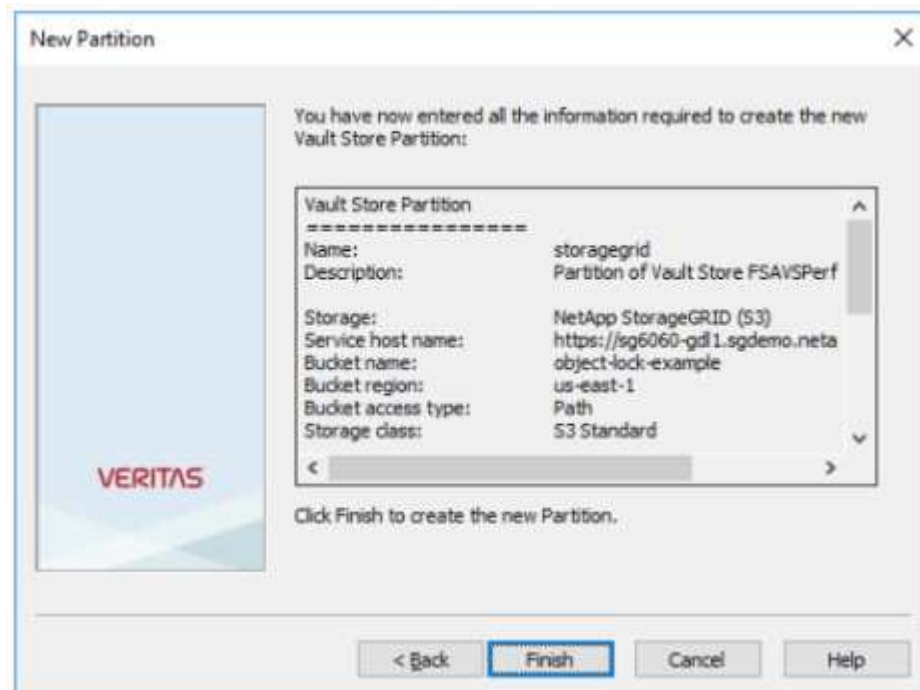 New Partition
You have now entered all the information required to create the new
Vault Store Partition:
Vault Store Partition
================
Name: storagegrid
Description: Partition of Vault Store FSAVSPerf
Storage: NetApp StorageGRID (S3)
Service host name: https://sg6060-gdl1.sgdemo.neta
Bucket name: object-lock-example
Bucket region: us-east-1
Bucket access type: Path
Storage class: S3 Standard
VERITAS
Click Finish to create the new Partition.
< Back Finish Cancel Help